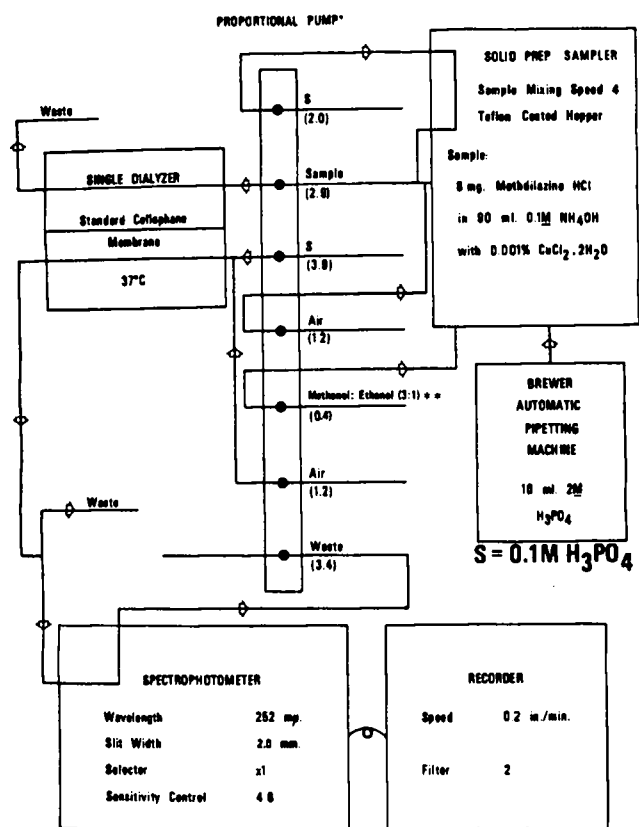 PROPORTIONAL PUMP*
S
(2.0)
Waste
Sample
(2.9)
SINGLE DIALYZER
Standard Cellophane
Membrane
37°C
S
(3.9)
Air
(1.2)
Methanol: Ethanol (3:1) * *
(0.4)
Air
(1.2)
Waste
Waste
(3.4)
SOLID PREP SAMPLER
Sample Mixing Speed 4
Teflon Coated Hopper
Sample:
8 mg. Methdilazine HCl
in 90 ml. 0.1M NH₄OH
with 0.001% CuCl₂.2H₂O
BREWER
AUTOMATIC
PIPETTING
MACHINE
10 ml. 2M
H₃PO₄
S = 0.1M H₃PO₄
SPECTROPHOTOMETER
Wavelength 252 mµ.
Slit Width 2.0 mm.
Selector x1
Sensitivity Control 4.6
RECORDER
Speed 0.2 in./min.
Filter 2